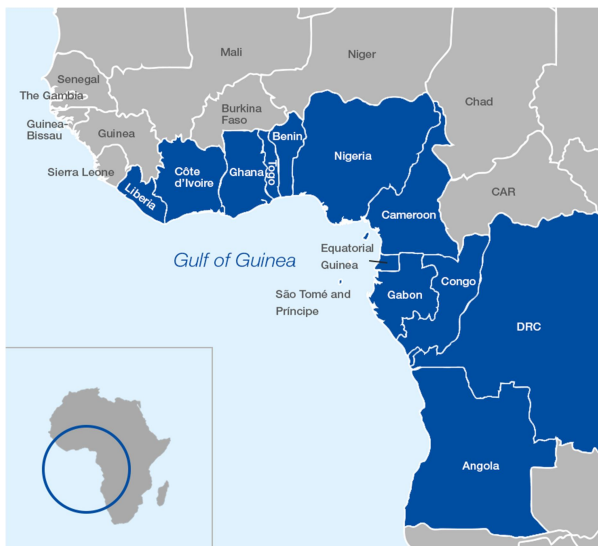 Mali
Niger
Senegal
Chad
The Gambia
Burkina
Faso
Guinea-
Bissau
Guinea
Benin
Nigeria
Sierra Leone
Côte
d'Ivoire
Ghana
Togo
Liberia
CAR
Cameroon
Equatorial
Guinea
Gulf of Guinea
Congo
Gabon
São Tomé and
Príncipe
DRC
Angola